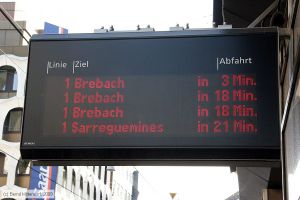 Linie Ziel Abfahrt
1 Brebach in 3 Min.
1 Brebach in 18 Min.
1 Brebach in 18 Min.
1 Sarreguemines in 21 Min.